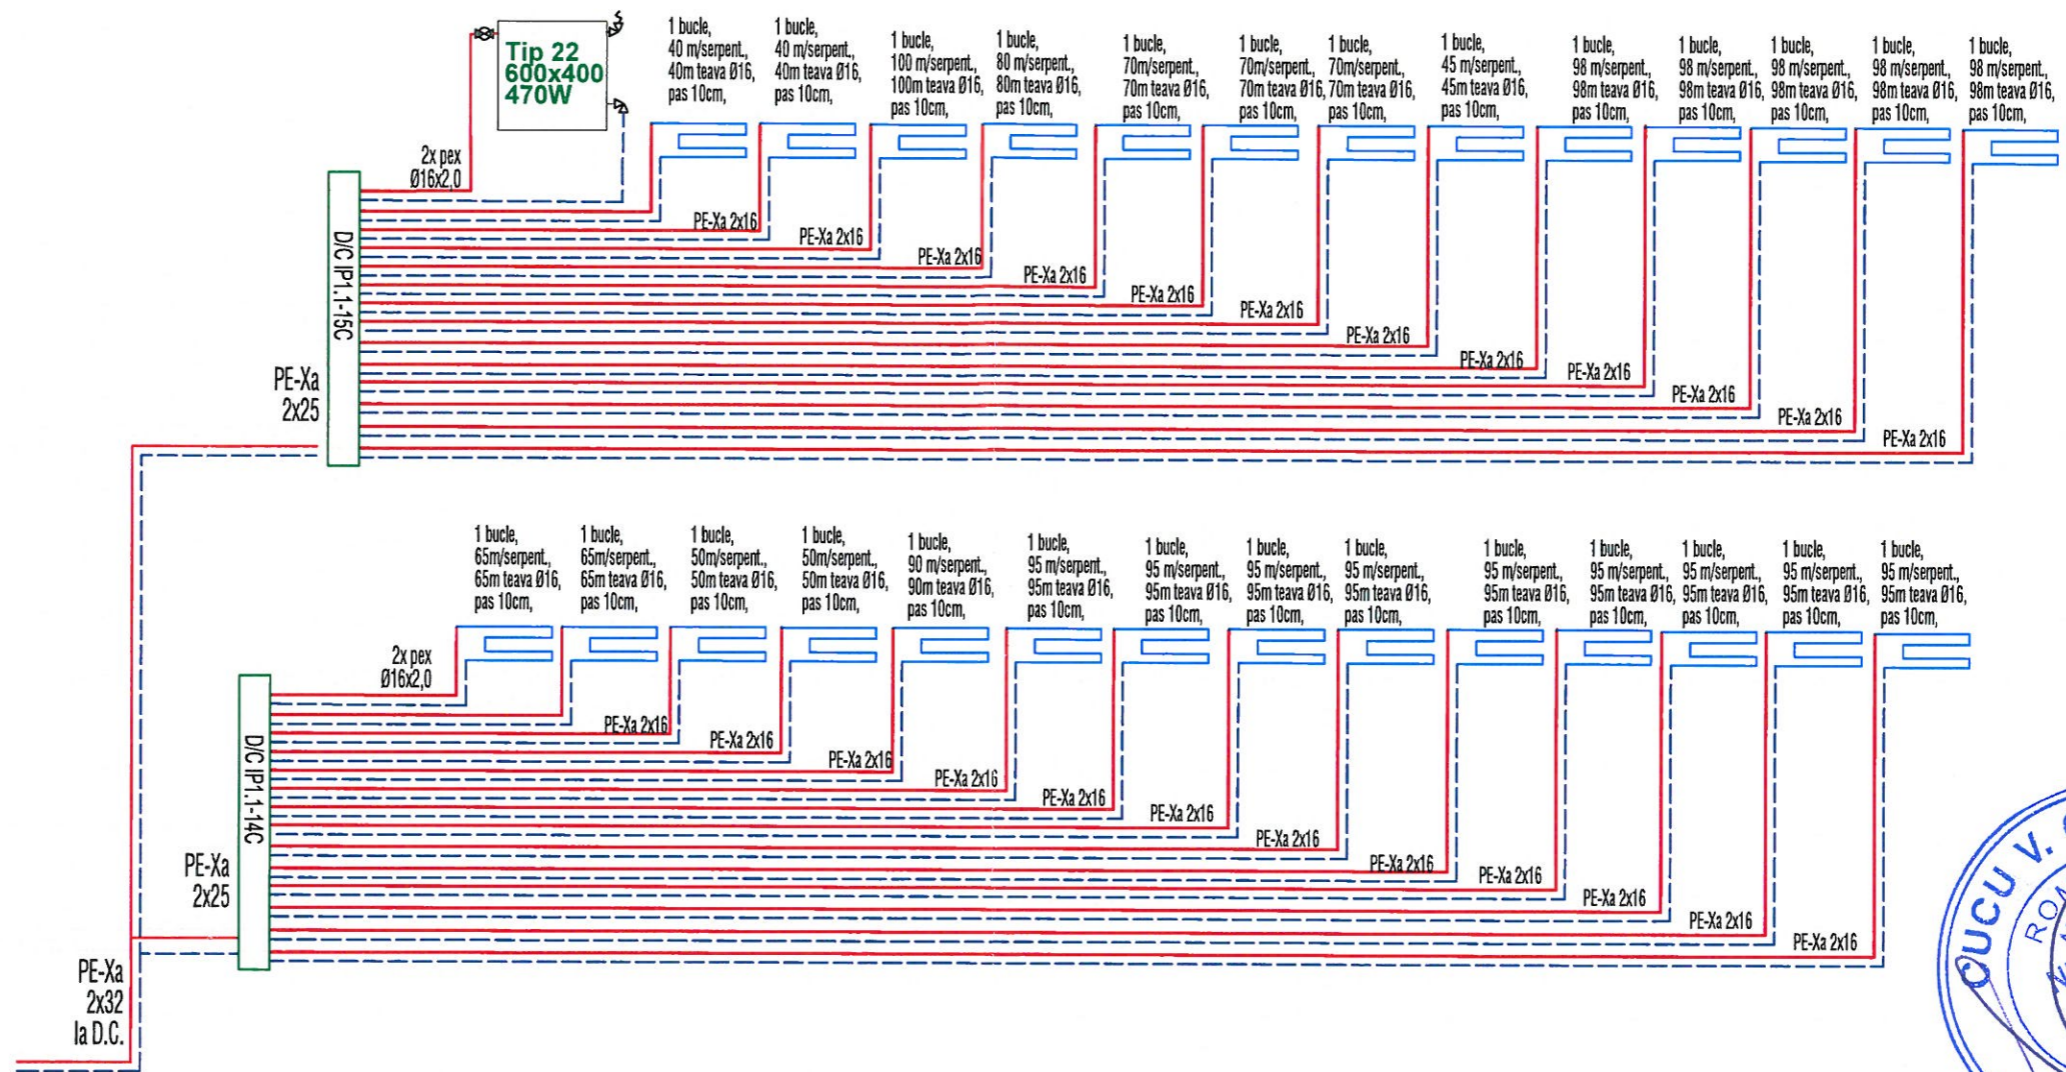 Tip 22
600x400
470W
1 bucle,
40 m/serpent.,
40m teava Ø16,
pas 10cm,
1 bucle,
40 m/serpent.,
40m teava Ø16,
pas 10cm,
1 bucle,
100 m/serpent.,
100m teava Ø16,
pas 10cm,
1 bucle,
80 m/serpent.,
80m teava Ø16,
pas 10cm,
1 bucle,
70m/serpent.,
70m teava Ø16,
pas 10cm,
1 bucle,
70m/serpent.,
70m teava Ø16,
pas 10cm,
1 bucle,
70m/serpent.,
70m teava Ø16,
pas 10cm,
1 bucle,
45 m/serpent.,
45m teava Ø16,
pas 10cm,
1 bucle,
98 m/serpent.,
98m teava Ø16,
pas 10cm,
1 bucle,
98 m/serpent.,
98m teava Ø16,
pas 10cm,
1 bucle,
98 m/serpent.,
98m teava Ø16,
pas 10cm,
1 bucle,
98 m/serpent.,
98m teava Ø16,
pas 10cm,
1 bucle,
98 m/serpent.,
98m teava Ø16,
pas 10cm,
2x pex
Ø16x2,0
D/C IP1.1-15C
PE-Xa 2x16
PE-Xa 2x16
PE-Xa 2x16
PE-Xa 2x16
PE-Xa 2x16
PE-Xa 2x16
PE-Xa 2x16
PE-Xa 2x16
PE-Xa 2x16
PE-Xa 2x16
PE-Xa 2x16
PE-Xa 2x16
PE-Xa
2x25
1 bucle,
65m/serpent.,
65m teava Ø16,
pas 10cm,
1 bucle,
65m/serpent.,
65m teava Ø16,
pas 10cm,
1 bucle,
50m/serpent.,
50m teava Ø16,
pas 10cm,
1 bucle,
50m/serpent.,
50m teava Ø16,
pas 10cm,
1 bucle,
90 m/serpent.,
90m teava Ø16,
pas 10cm,
1 bucle,
95 m/serpent.,
95m teava Ø16,
pas 10cm,
1 bucle,
95 m/serpent.,
95m teava Ø16,
pas 10cm,
1 bucle,
95 m/serpent.,
95m teava Ø16,
pas 10cm,
1 bucle,
95 m/serpent.,
95m teava Ø16,
pas 10cm,
1 bucle,
95 m/serpent.,
95m teava Ø16,
pas 10cm,
1 bucle,
95 m/serpent.,
95m teava Ø16,
pas 10cm,
1 bucle,
95 m/serpent.,
95m teava Ø16,
pas 10cm,
1 bucle,
95 m/serpent.,
95m teava Ø16,
pas 10cm,
1 bucle,
95 m/serpent.,
95m teava Ø16,
pas 10cm,
2x pex
Ø16x2,0
D/C IP1.1-14C
PE-Xa 2x16
PE-Xa 2x16
PE-Xa 2x16
PE-Xa 2x16
PE-Xa 2x16
PE-Xa 2x16
PE-Xa 2x16
PE-Xa 2x16
PE-Xa 2x16
PE-Xa 2x16
PE-Xa 2x16
PE-Xa 2x16
PE-Xa
2x25
PE-Xa
2x32
la D.C.
CUCU V.